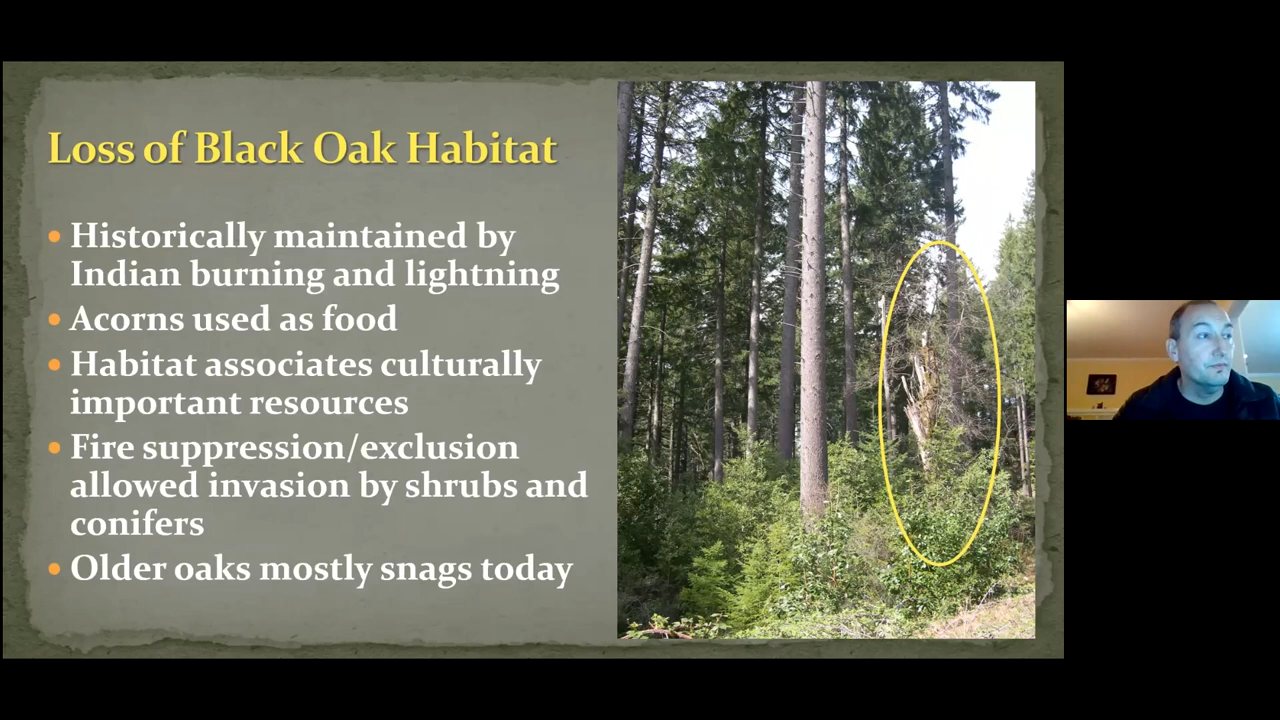 Loss of Black Oak Habitat
• Historically maintained by
Indian burning and lightning
• Acorns used as food
• Habitat associates culturally
important resources
• Fire suppression/exclusion
allowed invasion by shrubs and
conifers
• Older oaks mostly snags today